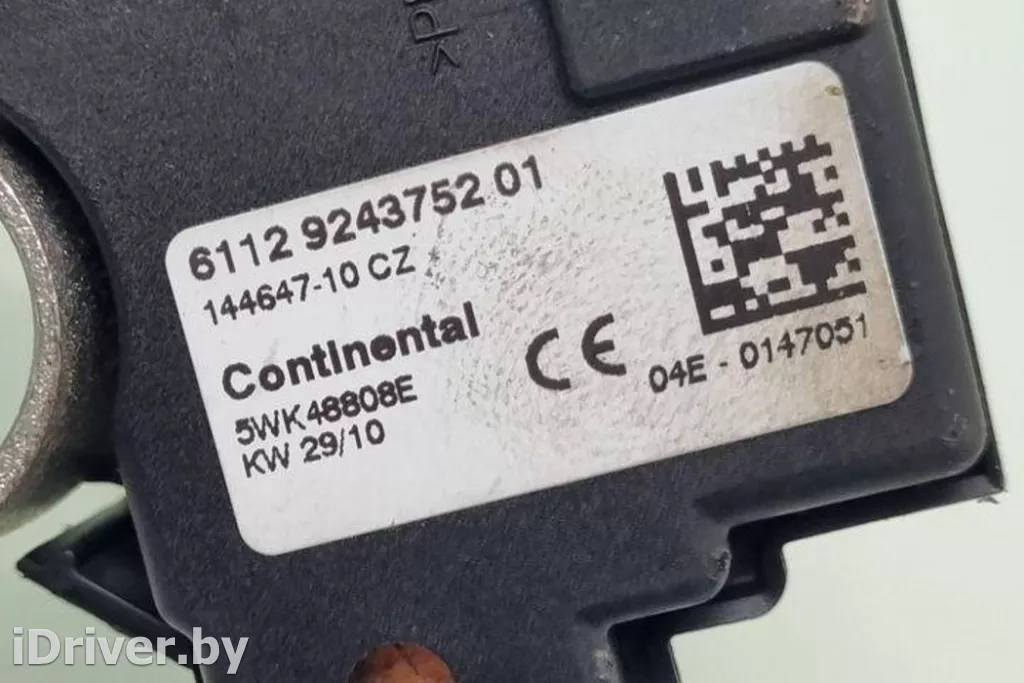 6112 9243752 01
144647-10 CZ
Continental
5WK48808E
KW 29/10
CE
04E - 0147051
iDriver.by